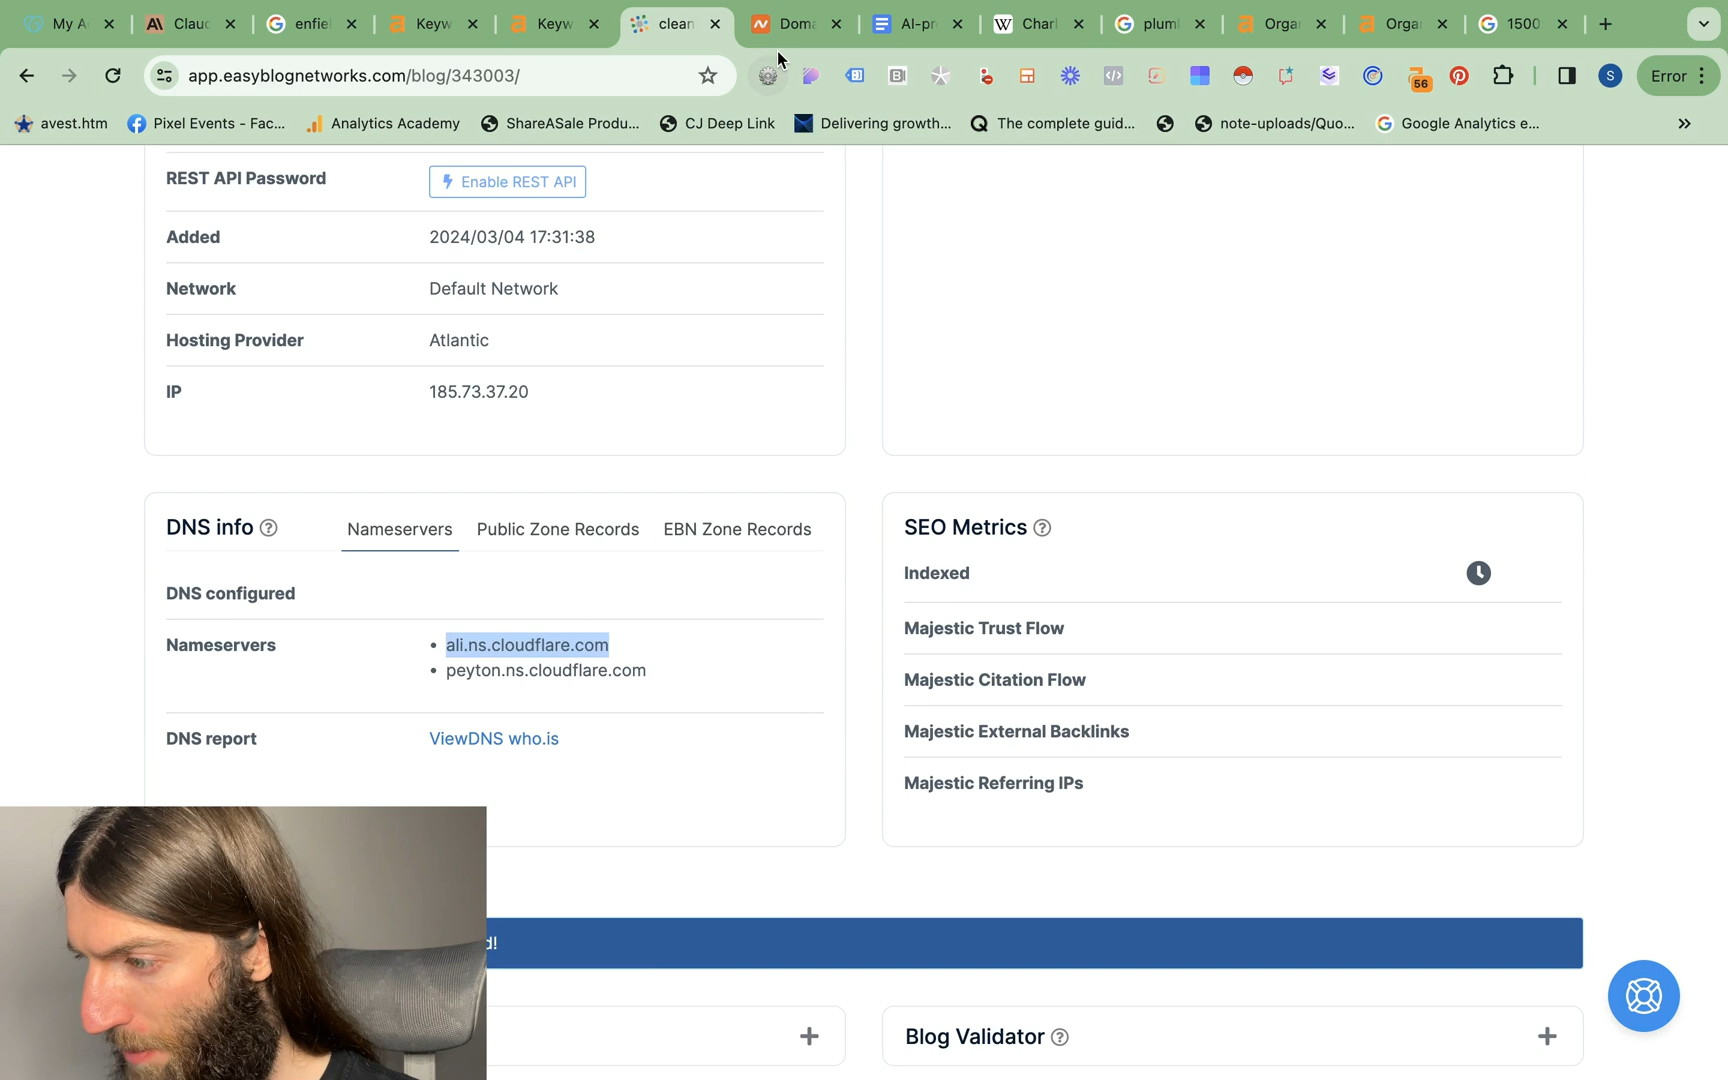 My A
Claud
enfie
Keyw
Keyw
clean
Doma
AI-pr
Charl
plumb
Orga
Orga
1500
app.easyblognetworks.com/blog/343003/
56
S
Error
avest.htm
Pixel Events - Fac...
Analytics Academy
ShareASale Produ...
CJ Deep Link
Delivering growth...
The complete guid...
note-uploads/Quo...
Google Analytics e...
REST API Password
Enable REST API
Added 2024/03/04 17:31:38
Network Default Network
Hosting Provider Atlantic
IP 185.73.37.20
DNS info
Nameservers
Public Zone Records
EBN Zone Records
DNS configured
Nameservers
• ali.ns.cloudflare.com
• peyton.ns.cloudflare.com
DNS report ViewDNS who.is
SEO Metrics
Indexed
Majestic Trust Flow
Majestic Citation Flow
Majestic External Backlinks
Majestic Referring IPs
d!
Blog Validator